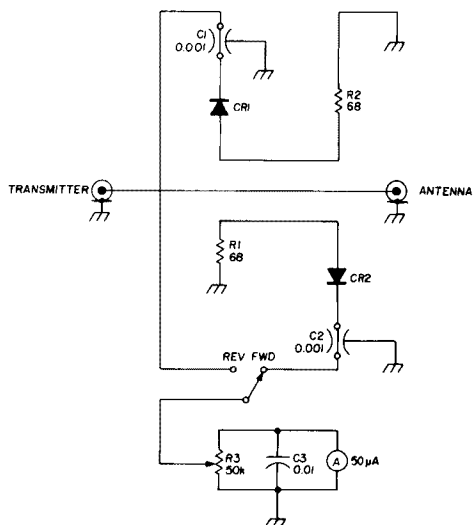 C1
0.001
CR1
R2
68
TRANSMITTER
ANTENNA
R1
68
CR2
C2
0.001
REV FWD
R3
50k
C3
0.01
A
50µA